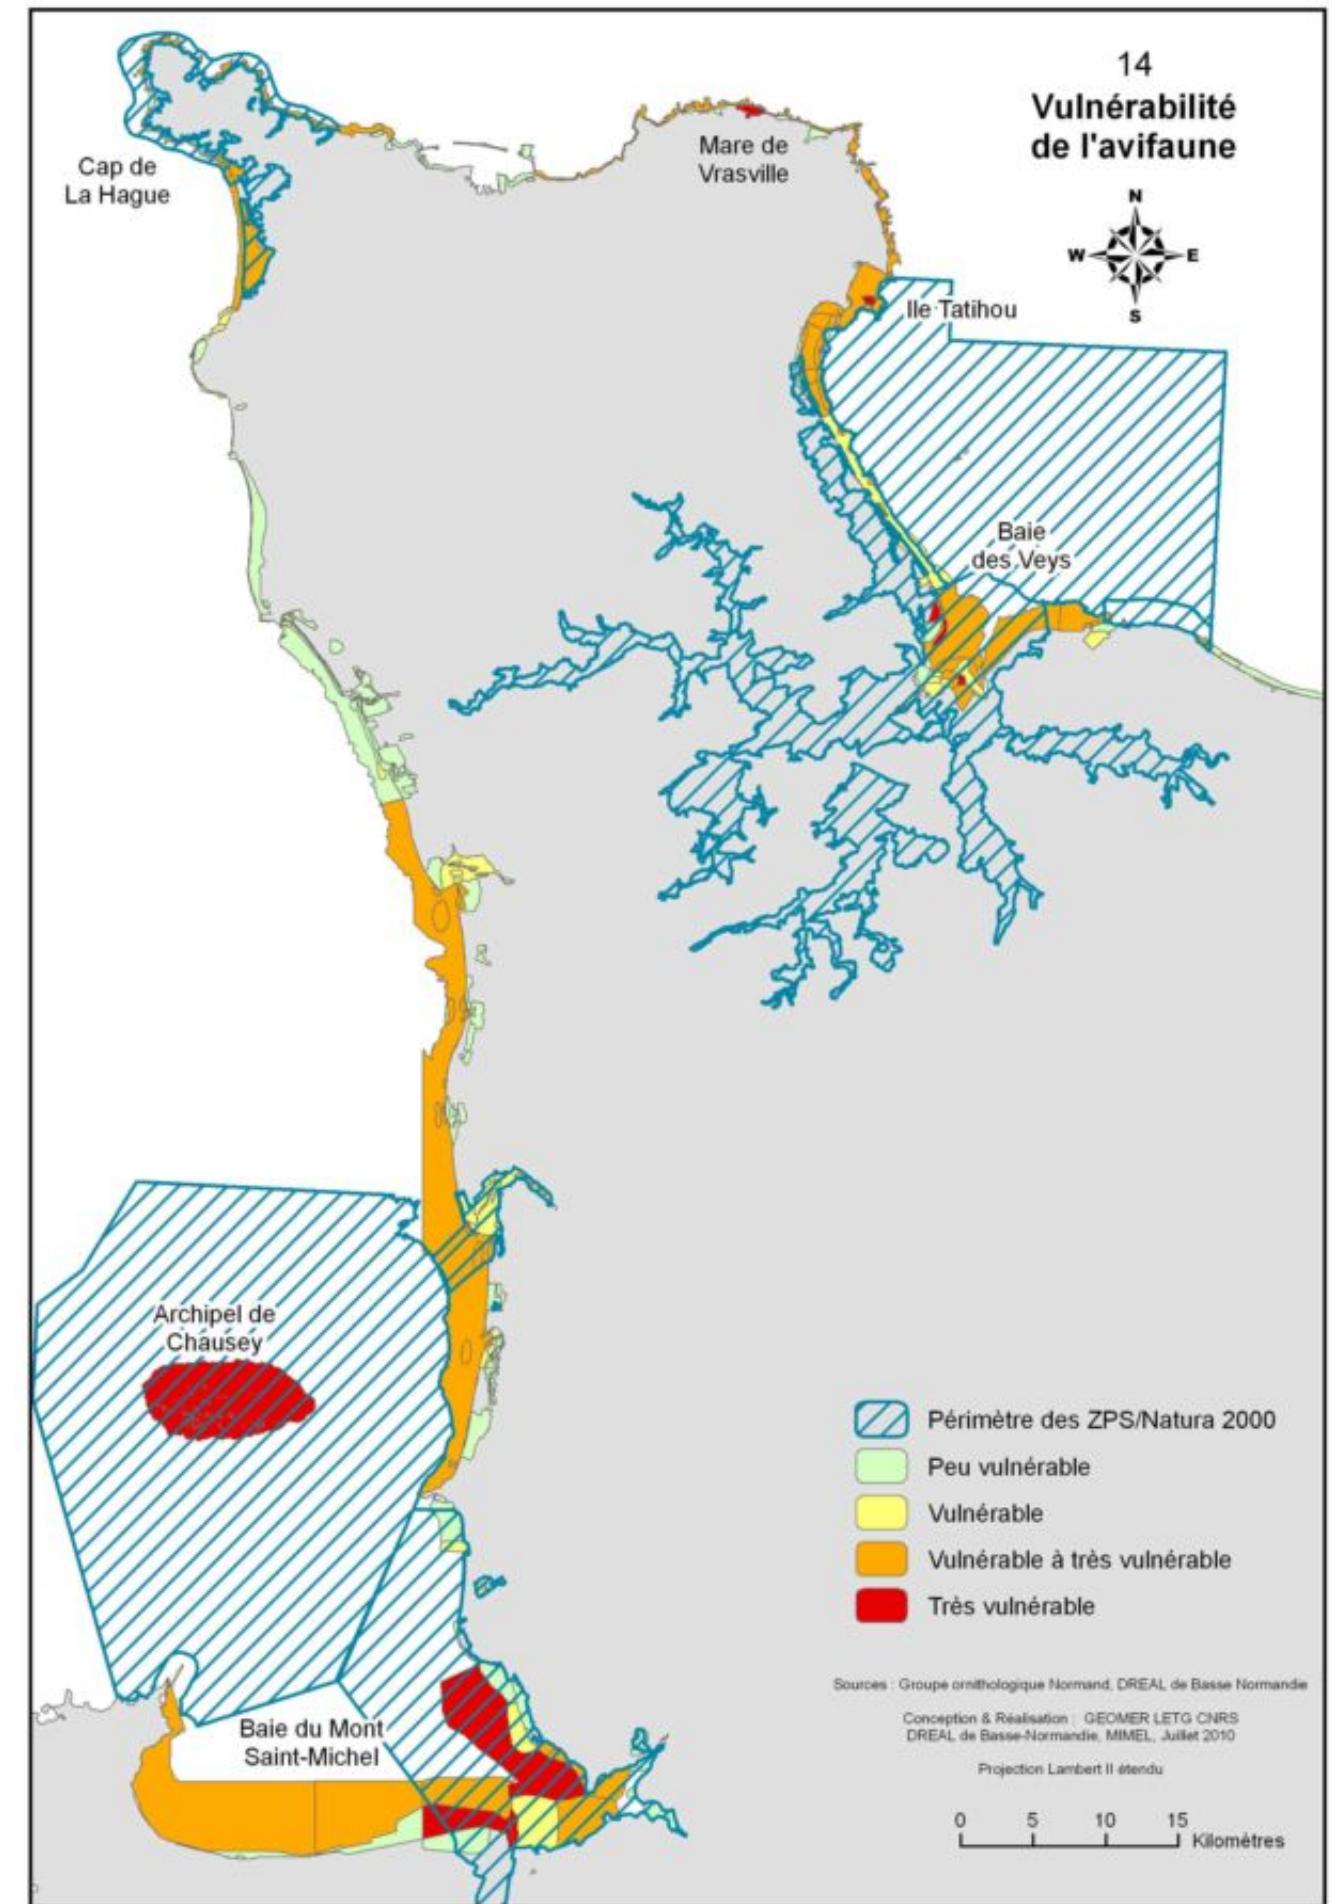 14
Vulnérabilité
de l'avifaune
N
W
E
S
Cap de
La Hague
Mare de
Vrasville
Ile Tatihou
Baie
des Veys
Archipel de
Chausey
Baie du Mont
Saint-Michel
Périmètre des ZPS/Natura 2000
Peu vulnérable
Vulnérable
Vulnérable à très vulnérable
Très vulnérable
Sources : Groupe ornithologique Normand, DREAL de Basse Normandie
Conception & Réalisation : GEOMER LETG CNRS
DREAL de Basse-Normandie, MIMEL, Juillet 2010
Projection Lambert II étendu
0 5 10 15
Kilomètres